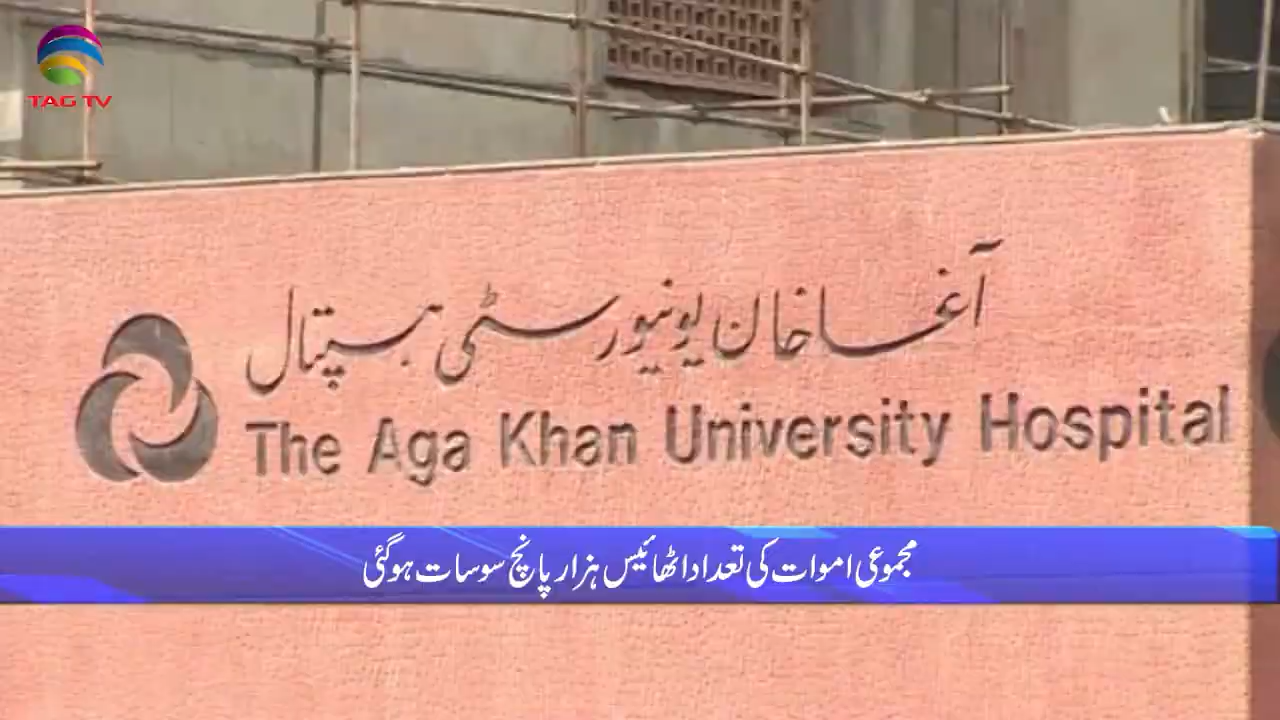 TAG TV
آغا خان یونیورسٹی ہسپتال
The Aga Khan University Hospital
مجموعی اموات کی تعداد اٹھائیس ہزار پانچ سو سات ہوگئی